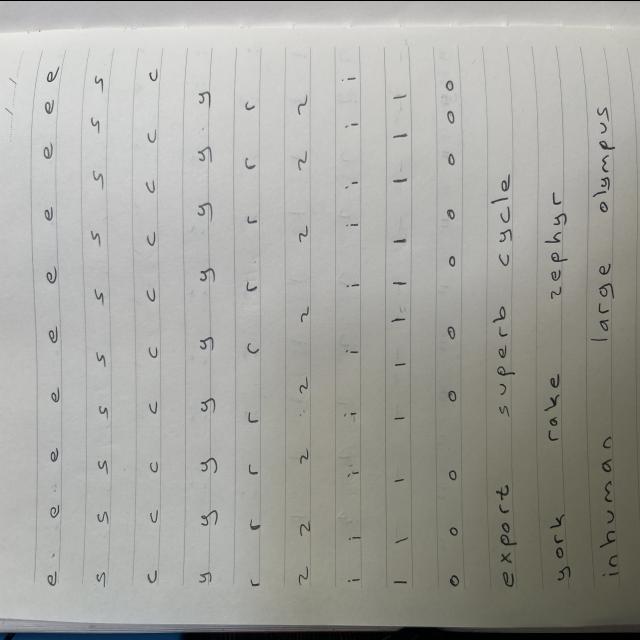 e e e e e e e e e
s s s s s s s s s s
c c c c c c c c c c
y y y y y y y y y
r r r r r r r r r
z z z z z z z z
i i i i i i i i i i
l l l l l l l l l l l
o o o o o o o o o o
export superb cycle
york rake zephyr
inhuman large olympus